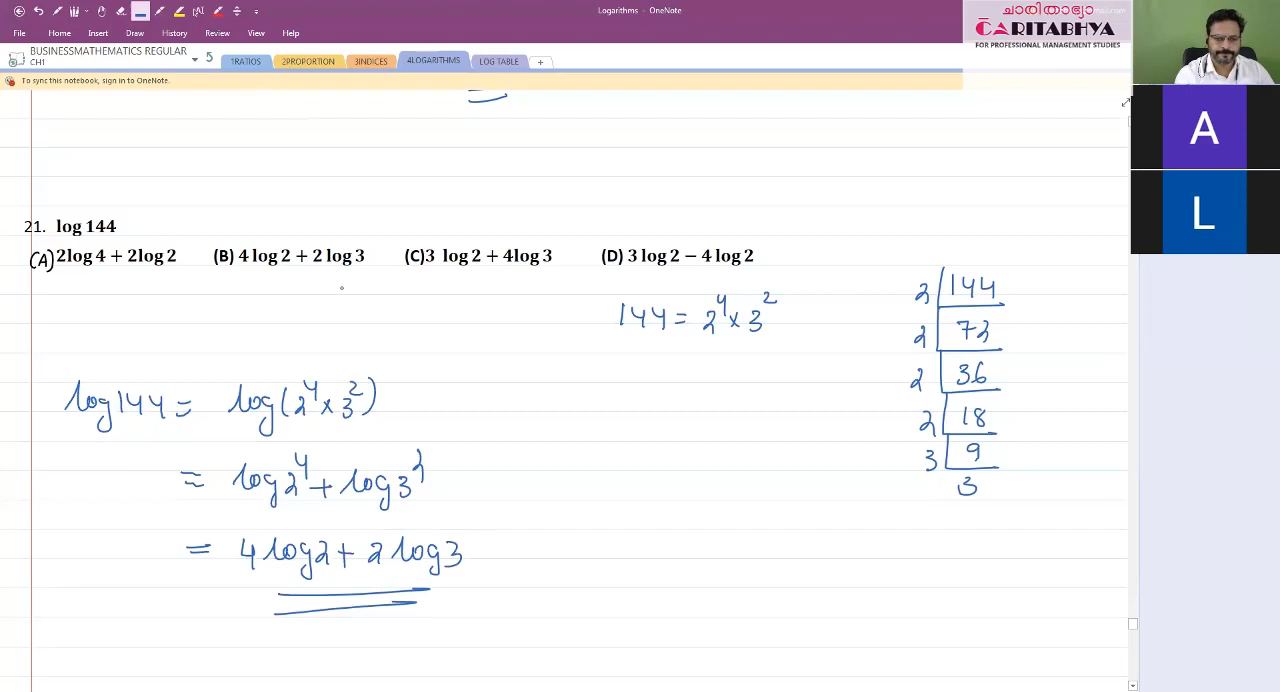 Logarithms - OneNote
ചാരിതാഭ്യാ
mail.com
CARITABHYA
FOR PROFESSIONAL MANAGEMENT STUDIES
File Home Insert Draw History Review View Help
BUSINESSMATHEMATICS REGULAR
CH1
1RATIOS 2PROPORTION 3INDICES 4LOGARITHMS LOG TABLE +
To sync this notebook, sign in to OneNote.
A
L
21. log 144
(A) 2log 4 + 2log 2 (B) 4 log 2 + 2 log 3 (C)3 log 2 + 4log 3 (D) 3 log 2 − 4 log 2
144 = 2⁴ × 3²
2 | 144
2 | 72
2 | 36
2 | 18
3 | 9
3
log 144 = log(2⁴ × 3²)
= log 2⁴ + log 3²
= 4 log 2 + 2 log 3